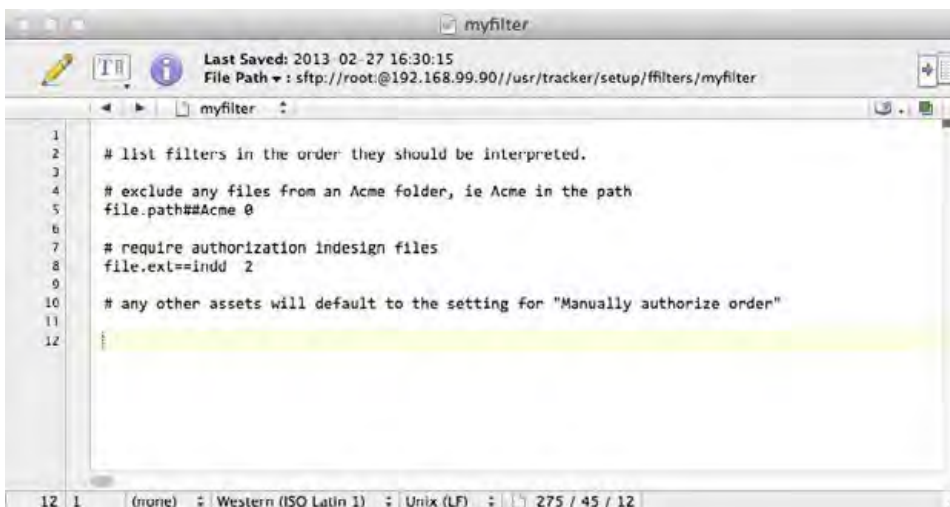 myfilter
Last Saved: 2013-02-27 16:30:15
File Path ▾ : sftp://root:@192.168.99.90//usr/tracker/setup/ffilters/myfilter
myfilter
1
2 # list filters in the order they should be interpreted.
3
4 # exclude any files from an Acme folder, ie Acme in the path
5 file.path##Acme 0
6
7 # require authorization indesign files
8 file.ext==indd 2
9
10 # any other assets will default to the setting for "Manually authorize order"
11
12
12 1 (none) Western (ISO Latin 1) Unix (LF) 275 / 45 / 12